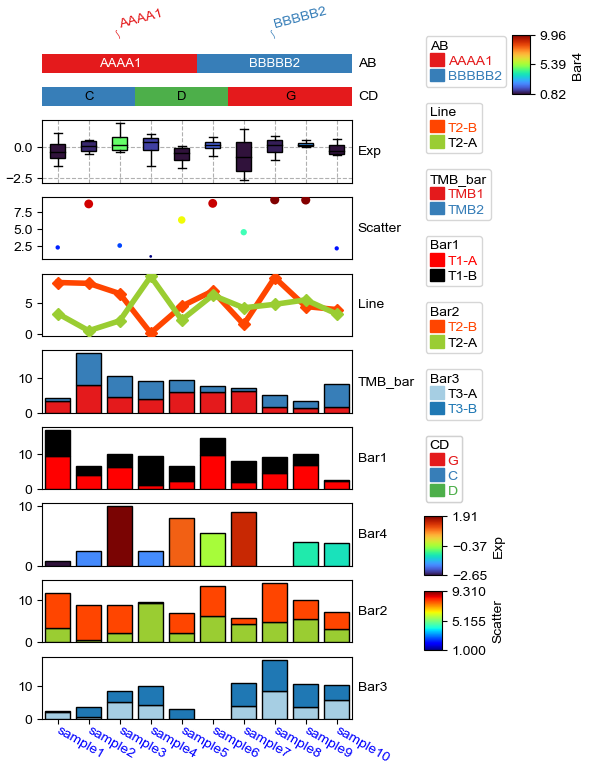 AAAA1
BBBBB2
AAAA1
BBBBB2
AB
C
D
G
CD
0.0
−2.5
Exp
7.5
5.0
2.5
Scatter
5
0
Line
10
0
TMB_bar
10
0
Bar1
10
0
Bar4
10
0
Bar2
10
0
Bar3
sample1
sample2
sample3
sample4
sample5
sample6
sample7
sample8
sample9
sample10
AB
AAAA1
BBBBB2
9.96
5.39
0.82
Bar4
Line
T2-B
T2-A
TMB_bar
TMB1
TMB2
Bar1
T1-A
T1-B
Bar2
T2-B
T2-A
Bar3
T3-A
T3-B
CD
G
C
D
1.91
−0.37
−2.65
Exp
9.310
5.155
1.000
Scatter